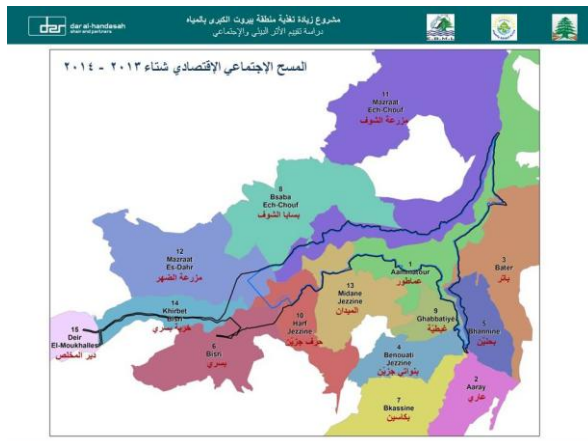 dar al-handasah
shair and partners
مشروع زيادة تغذية منطقة بيروت الكبرى بالمياه
دراسة تقييم الأثر البيئي والإجتماعي
المسح الإجتماعي الإقتصادي شتاء ٢٠١٣ - ٢٠١٤
11
Mazraat
Ech-Chouf
مزرعة الشوف
8
Bsaba
Ech-Chouf
بسابا الشوف
3
Bater
باتر
12
Mazraat
Es-Dahr
مزرعة الضهر
1
Aammatour
عماطور
13
Midane
Jezzine
الميدان
14
Khirbet
Bisri
خربة بسري
9
Ghabbatiye
غبطية
5
Bhannine
بحنين
15
Deir
El-Moukhalles
دير المخلص
10
Harf
Jezzine
حرف جزين
6
Bisri
بسري
4
Benouati
Jezzine
بنواتي جزين
2
Aaray
عاري
7
Bkassine
بكاسين